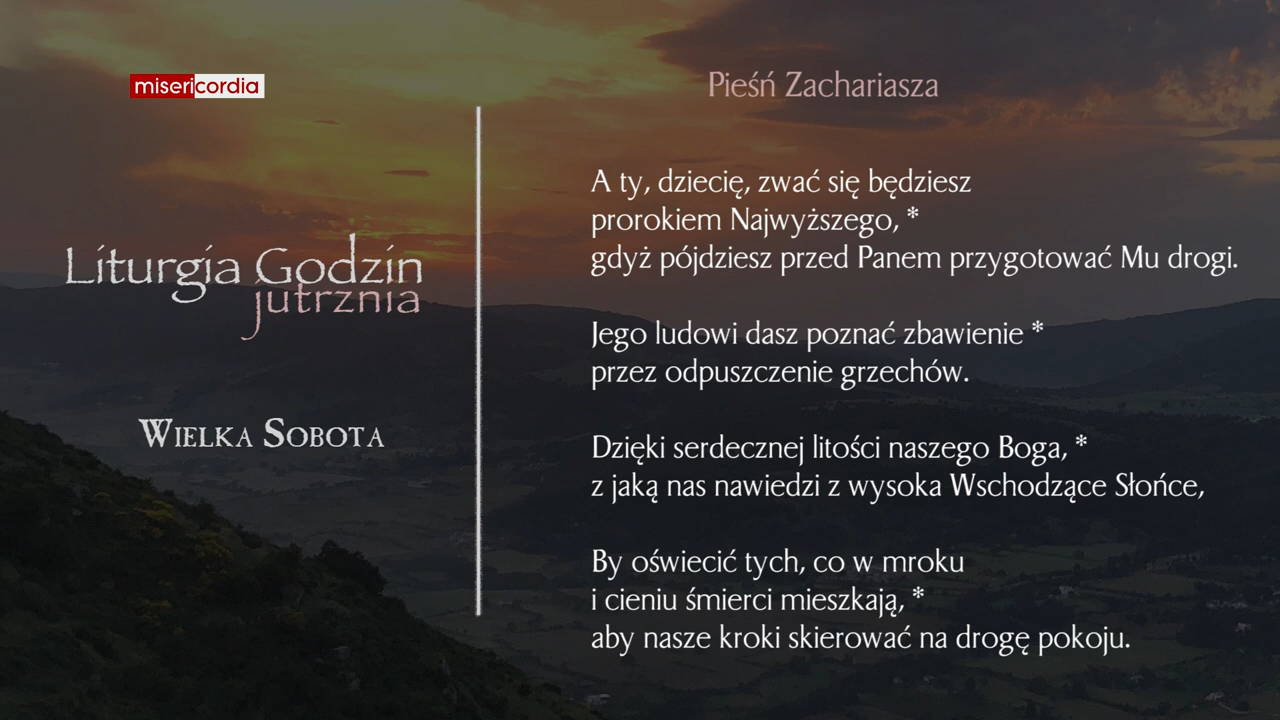 misericordia
Liturgia Godzin
jutrznia
Wielka Sobota
Pieśń Zachariasza
A ty, dziecię, zwać się będziesz
prorokiem Najwyższego, *
gdyż pójdziesz przed Panem przygotować Mu drogi.
Jego ludowi dasz poznać zbawienie *
przez odpuszczenie grzechów.
Dzięki serdecznej litości naszego Boga, *
z jaką nas nawiedzi z wysoka Wschodzące Słońce,
By oświecić tych, co w mroku
i cieniu śmierci mieszkają, *
aby nasze kroki skierować na drogę pokoju.